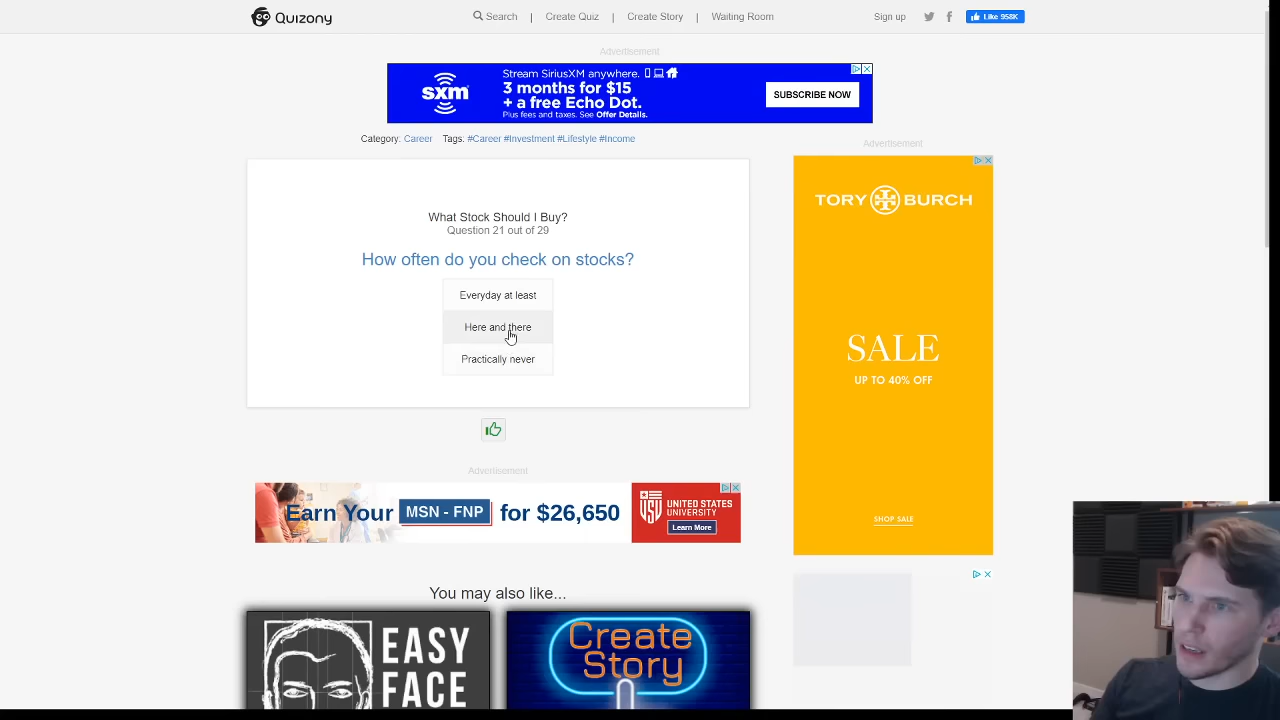 Quizony
Search | Create Quiz | Create Story | Waiting Room
Sign up
Like 958K
Advertisement
sxm
Stream SiriusXM anywhere.
3 months for $15
+ a free Echo Dot.
Plus fees and taxes. See Offer Details.
SUBSCRIBE NOW
Category: Career Tags: #Career #Investment #Lifestyle #Income
Advertisement
What Stock Should I Buy?
Question 21 out of 29
How often do you check on stocks?
Everyday at least
Here and there
Practically never
TORY BURCH
SALE
UP TO 40% OFF
SHOP SALE
Advertisement
Earn Your MSN - FNP for $26,650
USU
UNITED STATES
UNIVERSITY
Learn More
You may also like...
EASY
FACE
Create
Story